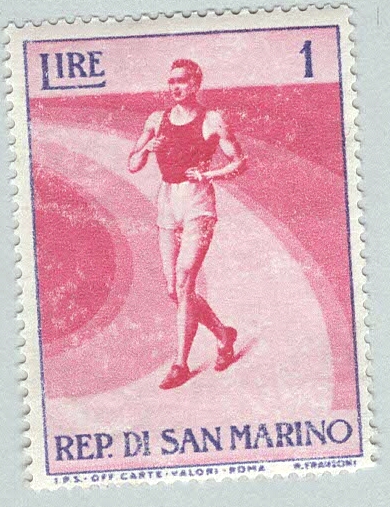 LIRE 1
REP. DI SAN MARINO
I.P.S. · OFF. CARTE · VALORI · ROMA R. FRANZONI